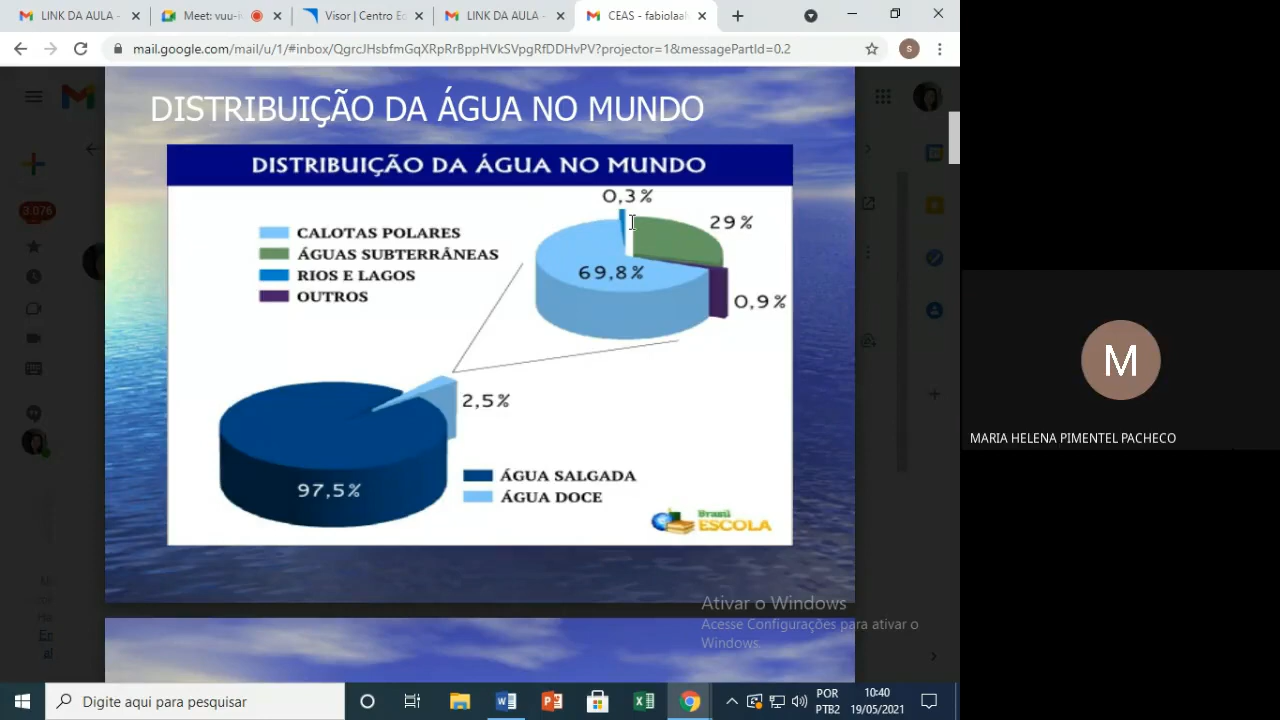 LINK DA AULA -
Meet: vuu-i
Visor | Centro Ed
LINK DA AULA -
CEAS - fabiolaal
mail.google.com/mail/u/1/#inbox/QgrcJHsbfmGqXRpRrBppHVkSVpgRfDDHvPV?projector=1&messagePartId=0.2
S
DISTRIBUIÇÃO DA ÁGUA NO MUNDO
DISTRIBUIÇÃO DA ÁGUA NO MUNDO
0,3%
29%
CALOTAS POLARES
ÁGUAS SUBTERRÂNEAS
RIOS E LAGOS
OUTROS
69,8%
0,9%
2,5%
97,5%
ÁGUA SALGADA
ÁGUA DOCE
Brasil
ESCOLA
3.076
M
MARIA HELENA PIMENTEL PACHECO
Ativar o Windows
Acesse Configurações para ativar o
Windows.
Digite aqui para pesquisar
POR
PTB2
10:40
19/05/2021